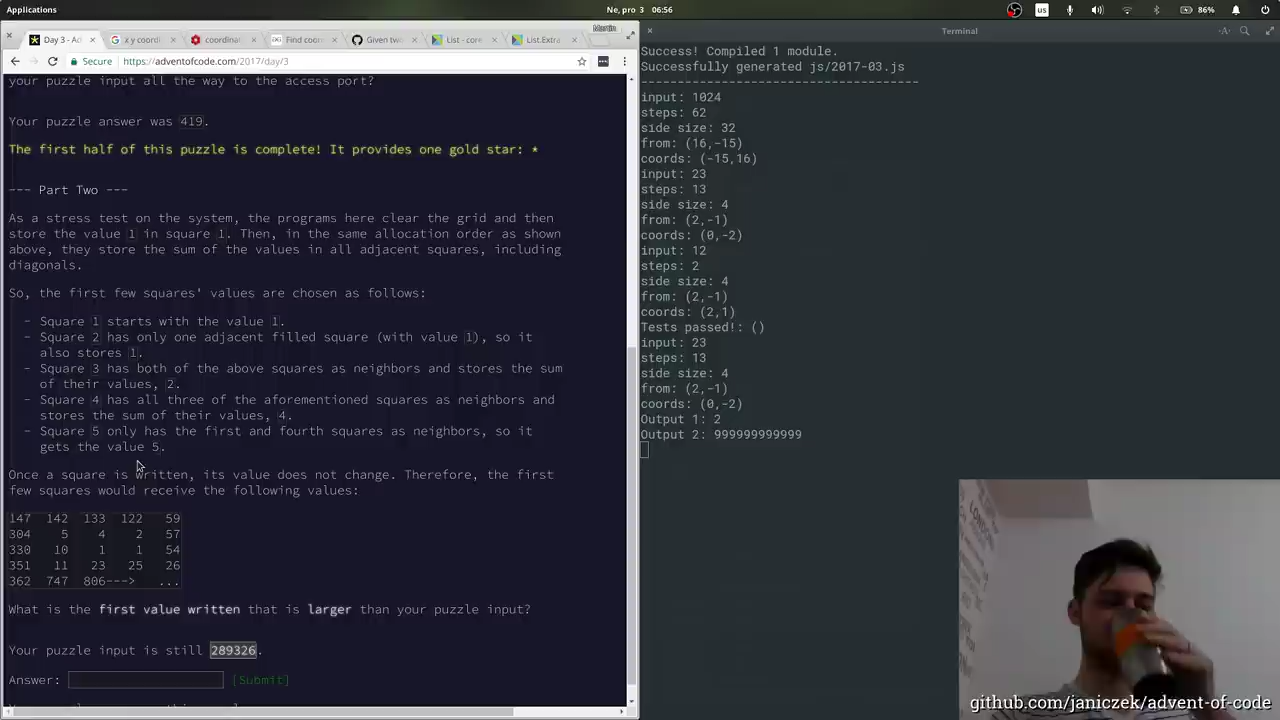 Applications
Ne, pro 3 06:56
us
86%
Martin
Day 3 - Ad
x y coordi
coordinat
Find coor
Given two
List - core
List.Extra
Secure
https://adventofcode.com/2017/day/3
Terminal
your puzzle input all the way to the access port?
Your puzzle answer was 419.
The first half of this puzzle is complete! It provides one gold star: *
--- Part Two ---
As a stress test on the system, the programs here clear the grid and then
store the value 1 in square 1. Then, in the same allocation order as shown
above, they store the sum of the values in all adjacent squares, including
diagonals.
So, the first few squares' values are chosen as follows:
- Square 1 starts with the value 1.
- Square 2 has only one adjacent filled square (with value 1), so it
also stores 1.
- Square 3 has both of the above squares as neighbors and stores the sum
of their values, 2.
- Square 4 has all three of the aforementioned squares as neighbors and
stores the sum of their values, 4.
- Square 5 only has the first and fourth squares as neighbors, so it
gets the value 5.
Once a square is written, its value does not change. Therefore, the first
few squares would receive the following values:
147 142 133 122 59
304 5 4 2 57
330 10 1 1 54
351 11 23 25 26
362 747 806---> ...
What is the first value written that is larger than your puzzle input?
Your puzzle input is still 289326.
Answer: [Submit]
Success! Compiled 1 module.
Successfully generated js/2017-03.js
------------------------------------
input: 1024
steps: 62
side size: 32
from: (16,-15)
coords: (-15,16)
input: 23
steps: 13
side size: 4
from: (2,-1)
coords: (0,-2)
input: 12
steps: 2
side size: 4
from: (2,-1)
coords: (2,1)
Tests passed!: ()
input: 23
steps: 13
side size: 4
from: (2,-1)
coords: (0,-2)
Output 1: 2
Output 2: 999999999999
LONDON
github.com/janiczek/advent-of-code